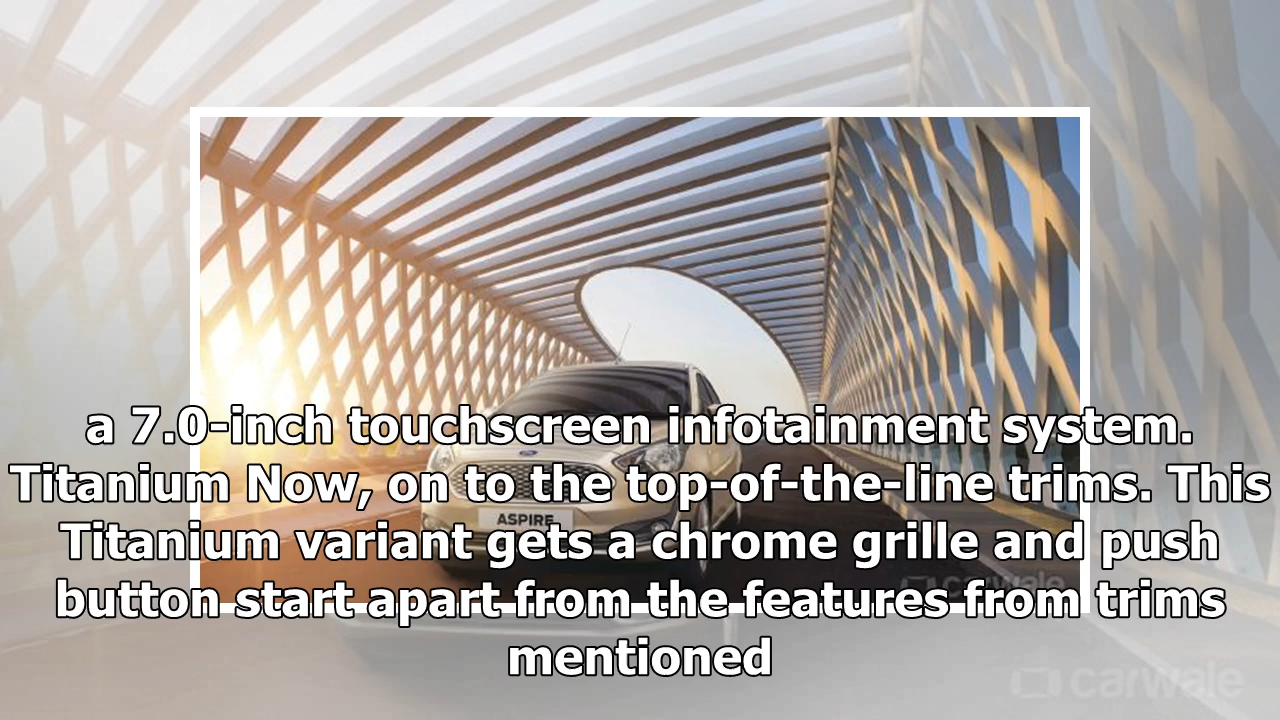 a 7.0-inch touchscreen infotainment system.
Titanium Now, on to the top-of-the-line trims. This
Titanium variant gets a chrome grille and push
button start apart from the features from trims
mentioned
ASPIRE
carwale
carwale